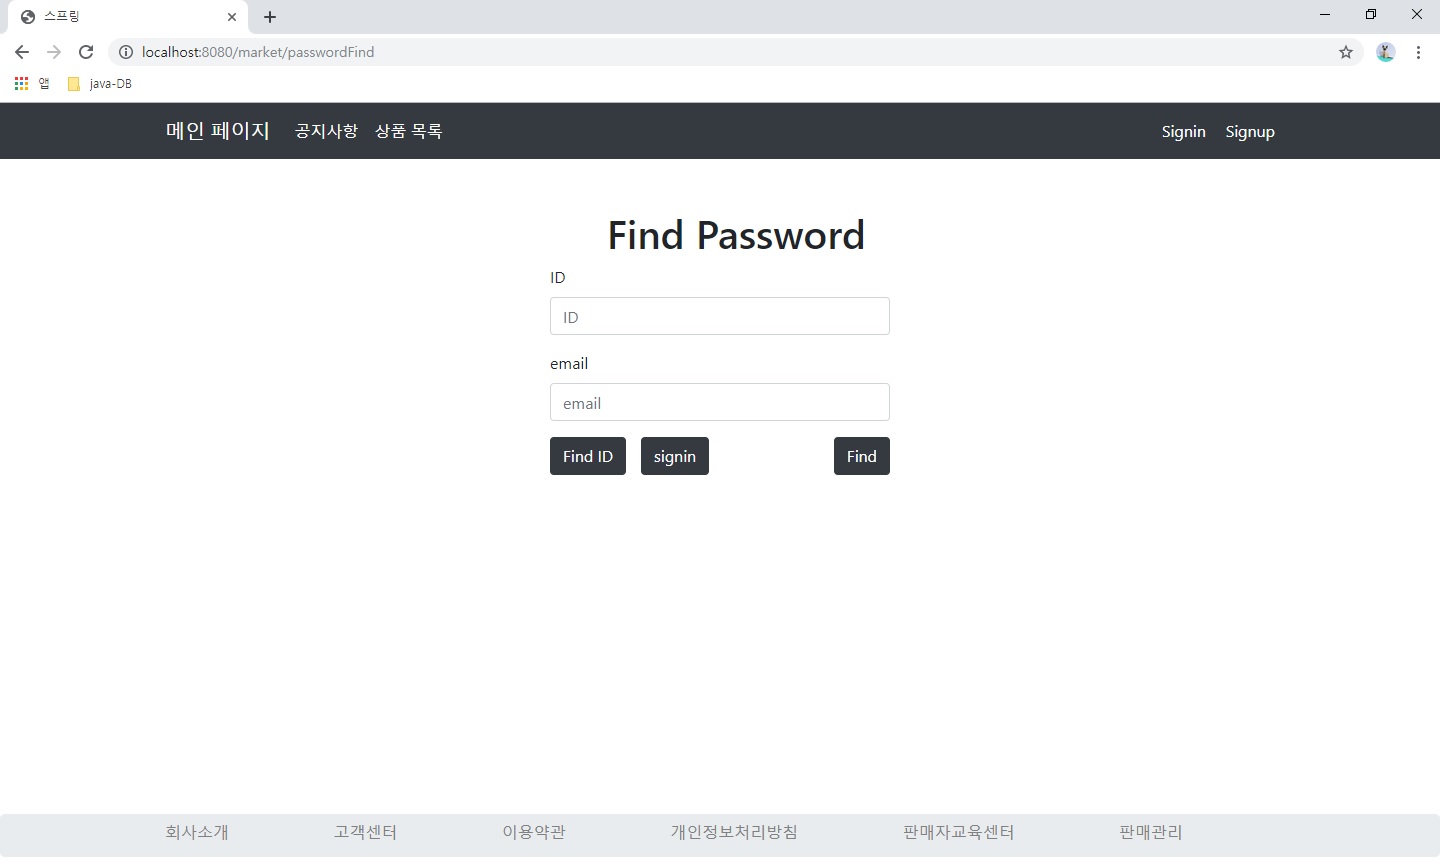 스프링
localhost:8080/market/passwordFind
앱 java-DB
메인 페이지 공지사항 상품 목록 Signin Signup
Find Password
ID
ID
email
email
Find ID signin Find
회사소개 고객센터 이용약관 개인정보처리방침 판매자교육센터 판매관리